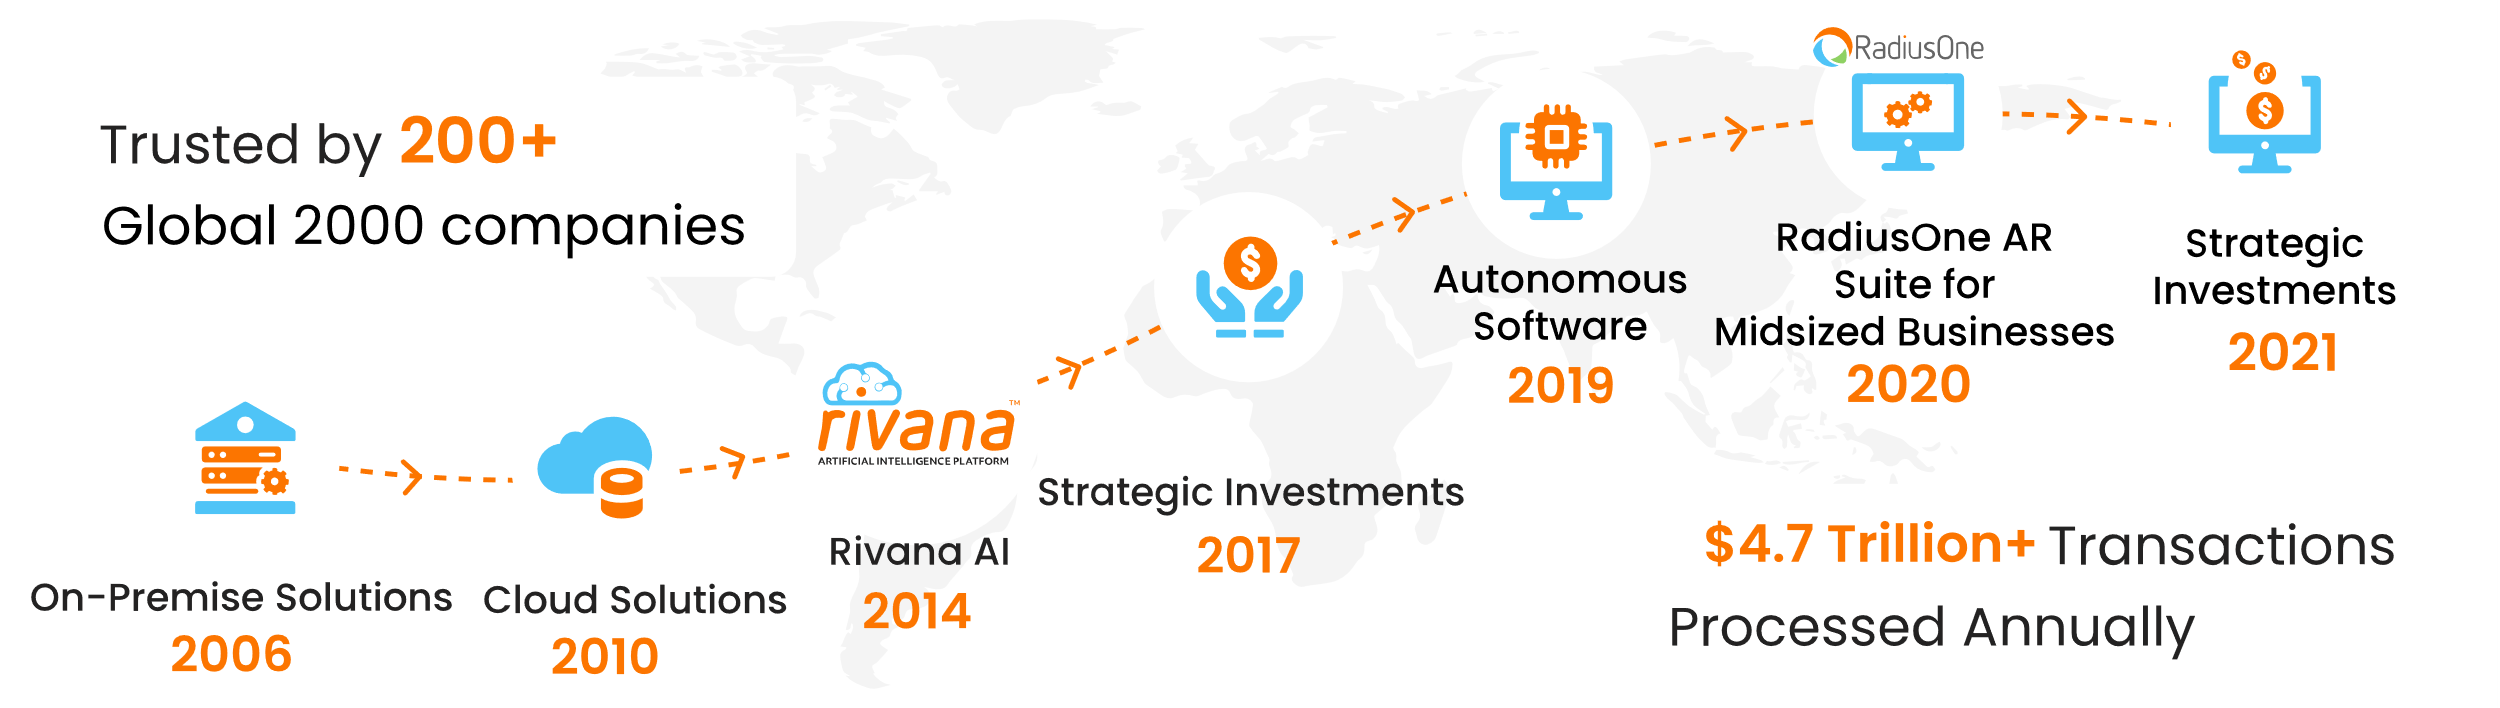 Trusted by 200+
Global 2000 companies
On-Premise Solutions
2006
Cloud Solutions
2010
rivana™
ARTIFICIAL INTELLIGENCE PLATFORM
Rivana AI
2014
Strategic Investments
2017
Autonomous
Software
2019
RadiusOne
RadiusOne AR
Suite for
Midsized Businesses
2020
Strategic
Investments
2021
$4.7 Trillion+ Transactions
Processed Annually